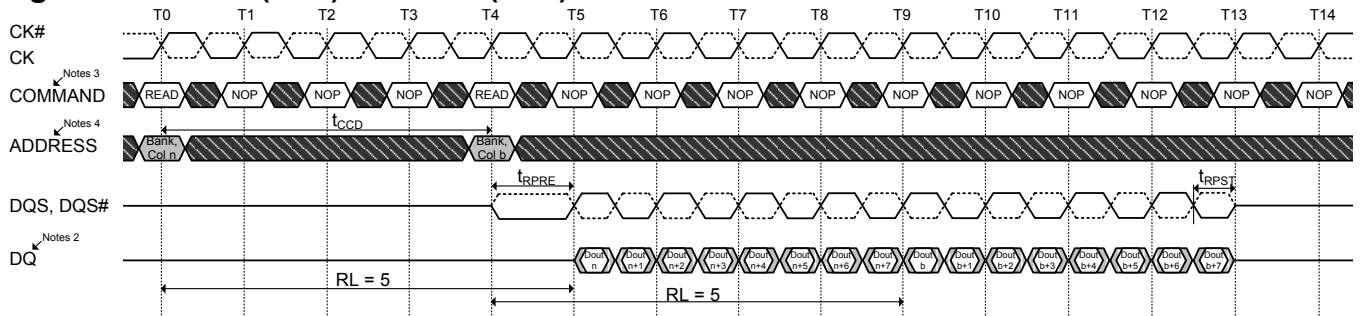 T0 T1 T2 T3 T4 T5 T6 T7 T8 T9 T10 T11 T12 T13 T14
CK#
CK
Notes 3
COMMAND READ NOP NOP NOP READ NOP NOP NOP NOP NOP NOP NOP NOP NOP NOP
Notes 4
tCCD
ADDRESS Bank, Col n Bank, Col b
tRPRE tRPST
DQS, DQS#
Notes 2
DQ Dout n Dout n+1 Dout n+2 Dout n+3 Dout n+4 Dout n+5 Dout n+6 Dout n+7 Dout b Dout b+1 Dout b+2 Dout b+3 Dout b+4 Dout b+5 Dout b+6 Dout b+7
RL = 5
RL = 5